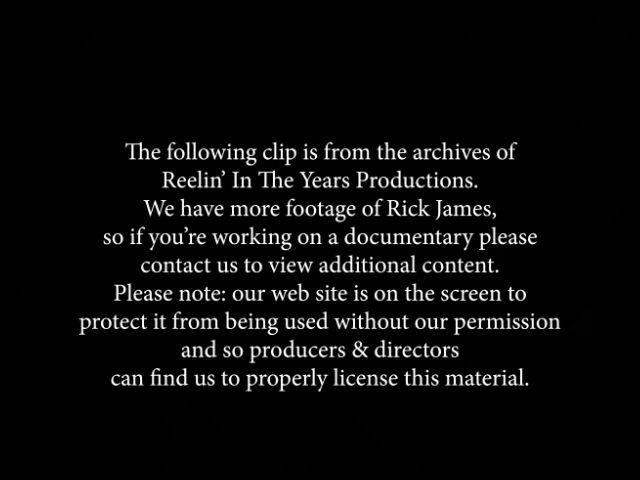 The following clip is from the archives of
Reelin’ In The Years Productions.
We have more footage of Rick James,
so if you’re working on a documentary please
contact us to view additional content.
Please note: our web site is on the screen to
protect it from being used without our permission
and so producers & directors
can find us to properly license this material.